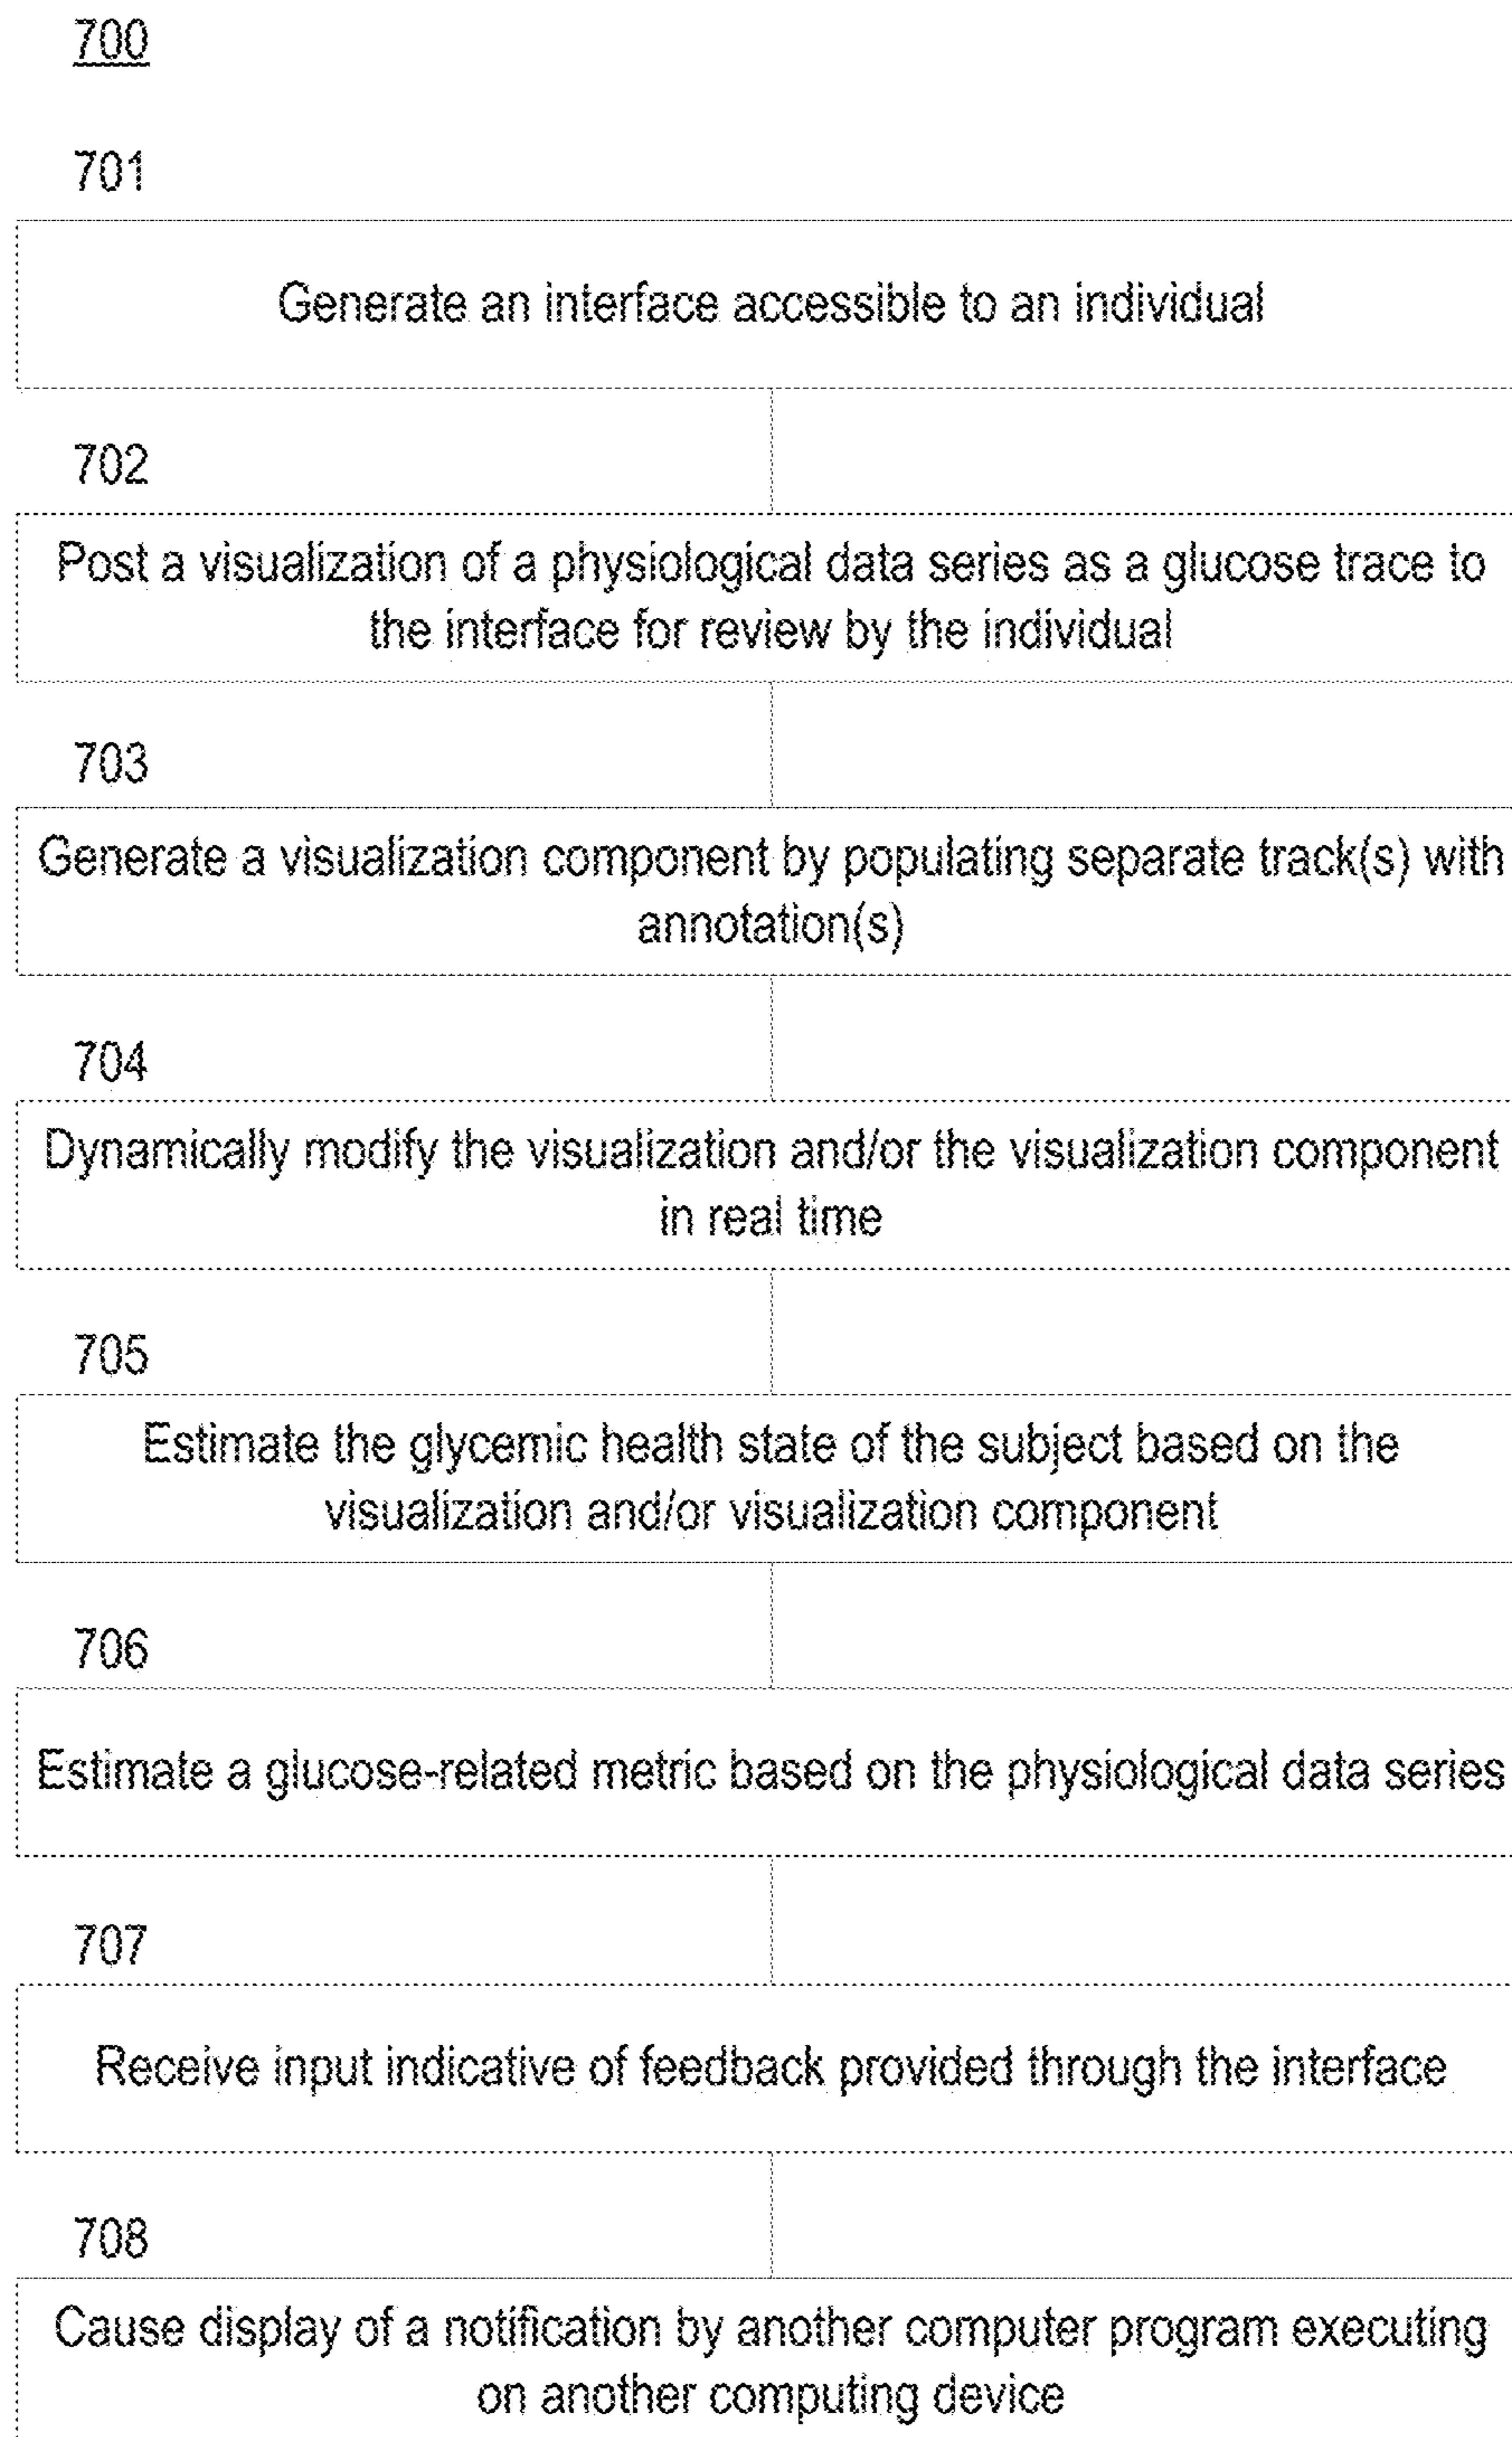 700
701
Generate an interface accessible to an individual
702
Post a visualization of a physiological data series as a glucose trace to
the interface for review by the individual
703
Generate a visualization component by populating separate track(s) with
annotation(s)
704
Dynamically modify the visualization and/or the visualization component
in real time
705
Estimate the glycemic health state of the subject based on the
visualization and/or visualization component
706
Estimate a glucose-related metric based on the physiological data series
707
Receive input indicative of feedback provided through the interface
708
Cause display of a notification by another computer program executing
on another computing device